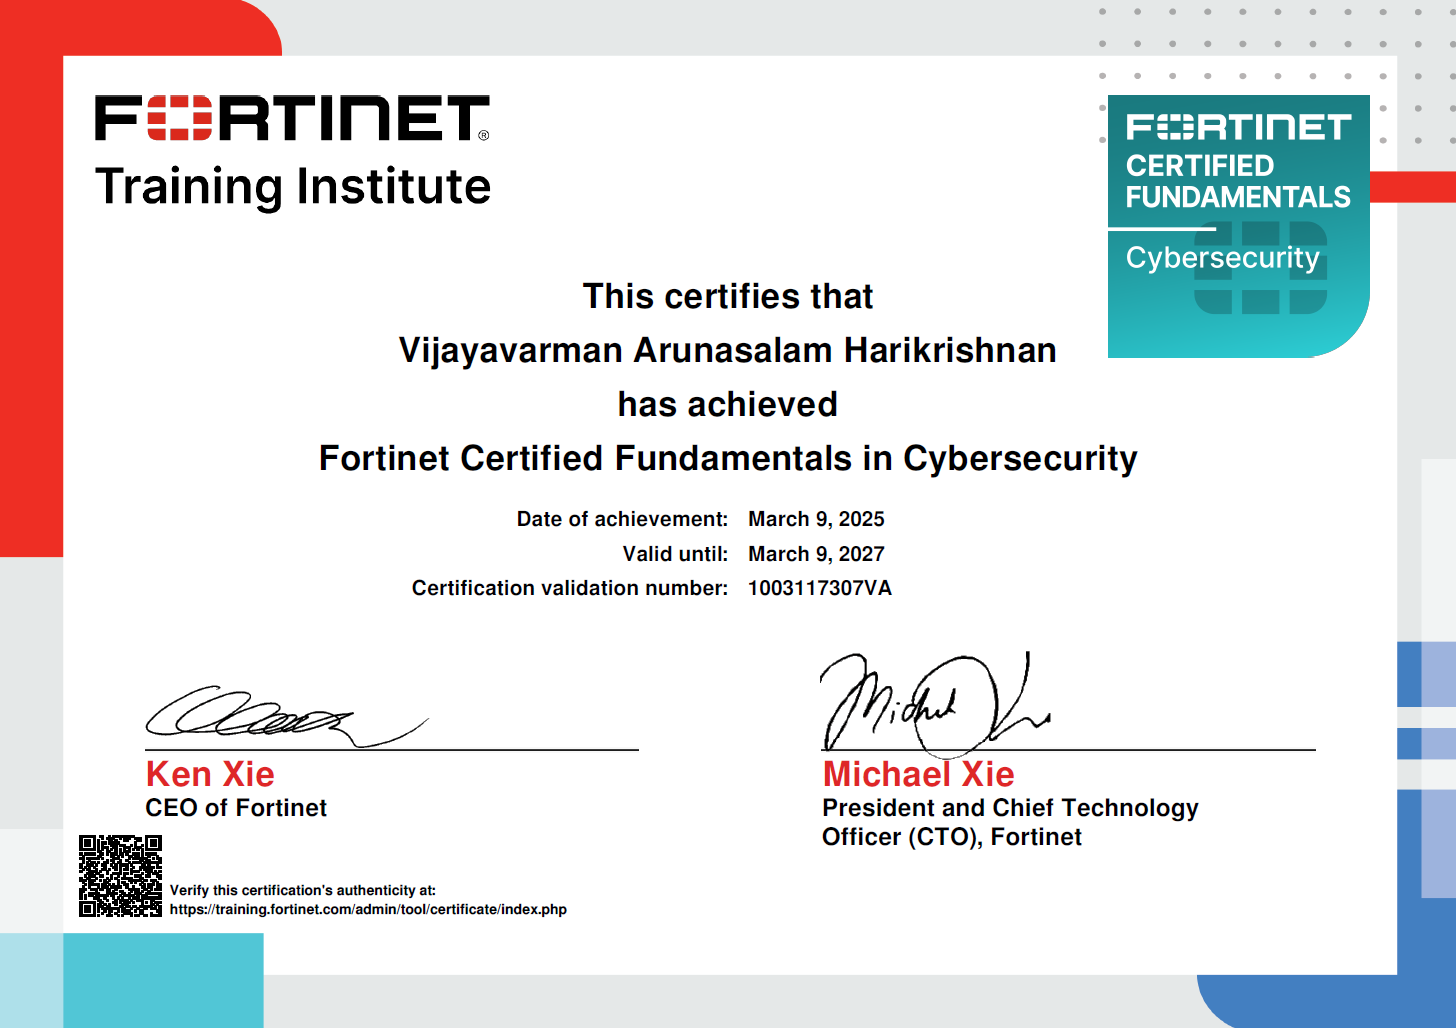 FORTINET®
Training Institute
FORTINET
CERTIFIED
FUNDAMENTALS
Cybersecurity
This certifies that
Vijayavarman Arunasalam Harikrishnan
has achieved
Fortinet Certified Fundamentals in Cybersecurity
Date of achievement: March 9, 2025
Valid until: March 9, 2027
Certification validation number: 1003117307VA
Ken Xie
CEO of Fortinet
Michael Xie
President and Chief Technology
Officer (CTO), Fortinet
Verify this certification's authenticity at:
https://training.fortinet.com/admin/tool/certificate/index.php